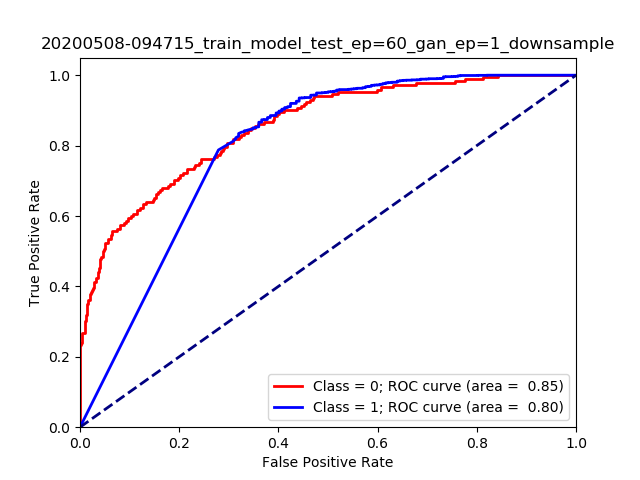 20200508-094715_train_model_test_ep=60_gan_ep=1_downsample
1.0
0.8
0.6
0.4
0.2
0.0
True Positive Rate
0.0 0.2 0.4 0.6 0.8 1.0
False Positive Rate
Class = 0; ROC curve (area =  0.85)
Class = 1; ROC curve (area =  0.80)